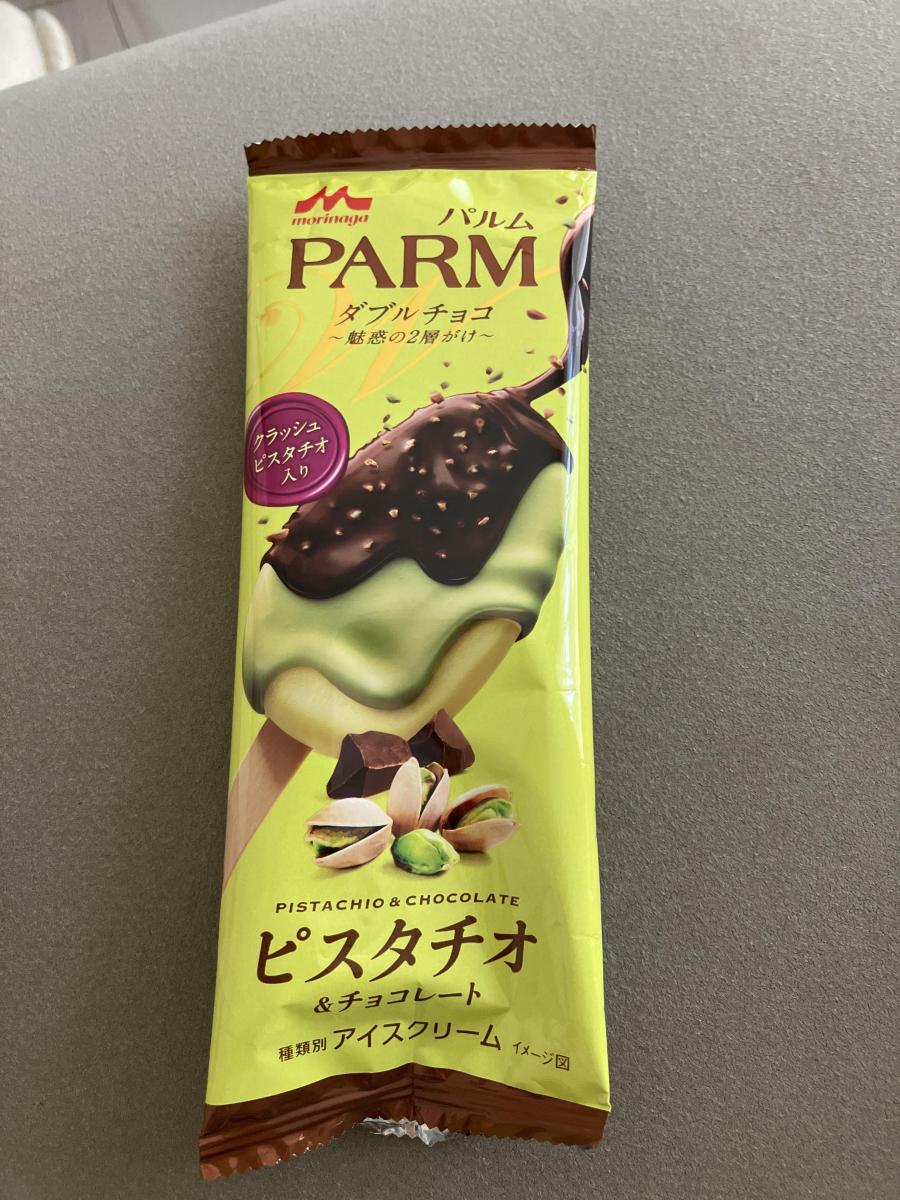 morinaga
パルム
PARM
ダブルチョコ
~魅惑の2層がけ~
クラッシュ
ピスタチオ
入り
PISTACHIO & CHOCOLATE
ピスタチオ
&チョコレート
種類別 アイスクリーム イメージ図